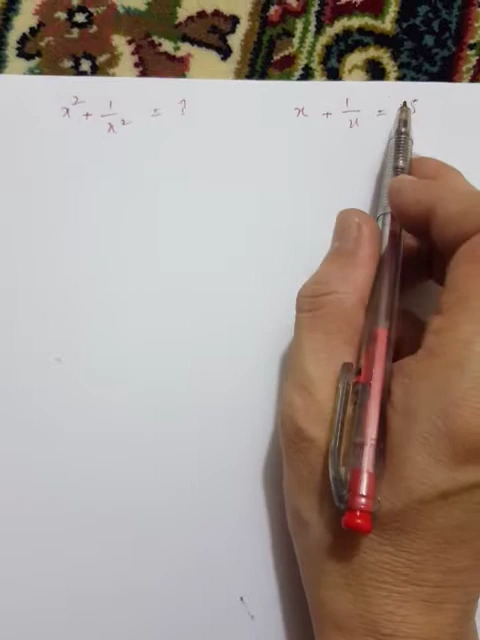 x² + 1/x² = ?
x + 1/x =